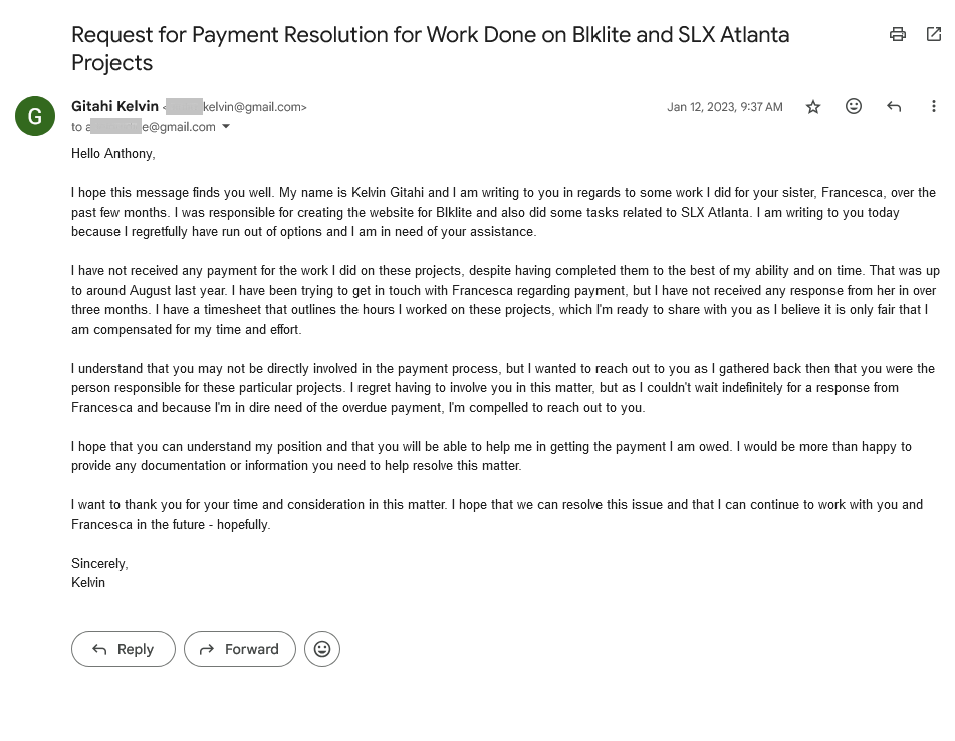 Request for Payment Resolution for Work Done on Blklite and SLX Atlanta
Projects
G
Gitahi Kelvin < kelvin@gmail.com>
Jan 12, 2023, 9:37 AM
to a e@gmail.com
Hello Anthony,
I hope this message finds you well. My name is Kelvin Gitahi and I am writing to you in regards to some work I did for your sister, Francesca, over the
past few months. I was responsible for creating the website for Blklite and also did some tasks related to SLX Atlanta. I am writing to you today
because I regretfully have run out of options and I am in need of your assistance.
I have not received any payment for the work I did on these projects, despite having completed them to the best of my ability and on time. That was up
to around August last year. I have been trying to get in touch with Francesca regarding payment, but I have not received any response from her in over
three months. I have a timesheet that outlines the hours I worked on these projects, which I'm ready to share with you as I believe it is only fair that I
am compensated for my time and effort.
I understand that you may not be directly involved in the payment process, but I wanted to reach out to you as I gathered back then that you were the
person responsible for these particular projects. I regret having to involve you in this matter, but as I couldn't wait indefinitely for a response from
Francesca and because I'm in dire need of the overdue payment, I'm compelled to reach out to you.
I hope that you can understand my position and that you will be able to help me in getting the payment I am owed. I would be more than happy to
provide any documentation or information you need to help resolve this matter.
I want to thank you for your time and consideration in this matter. I hope that we can resolve this issue and that I can continue to work with you and
Francesca in the future - hopefully.
Sincerely,
Kelvin
Reply
Forward